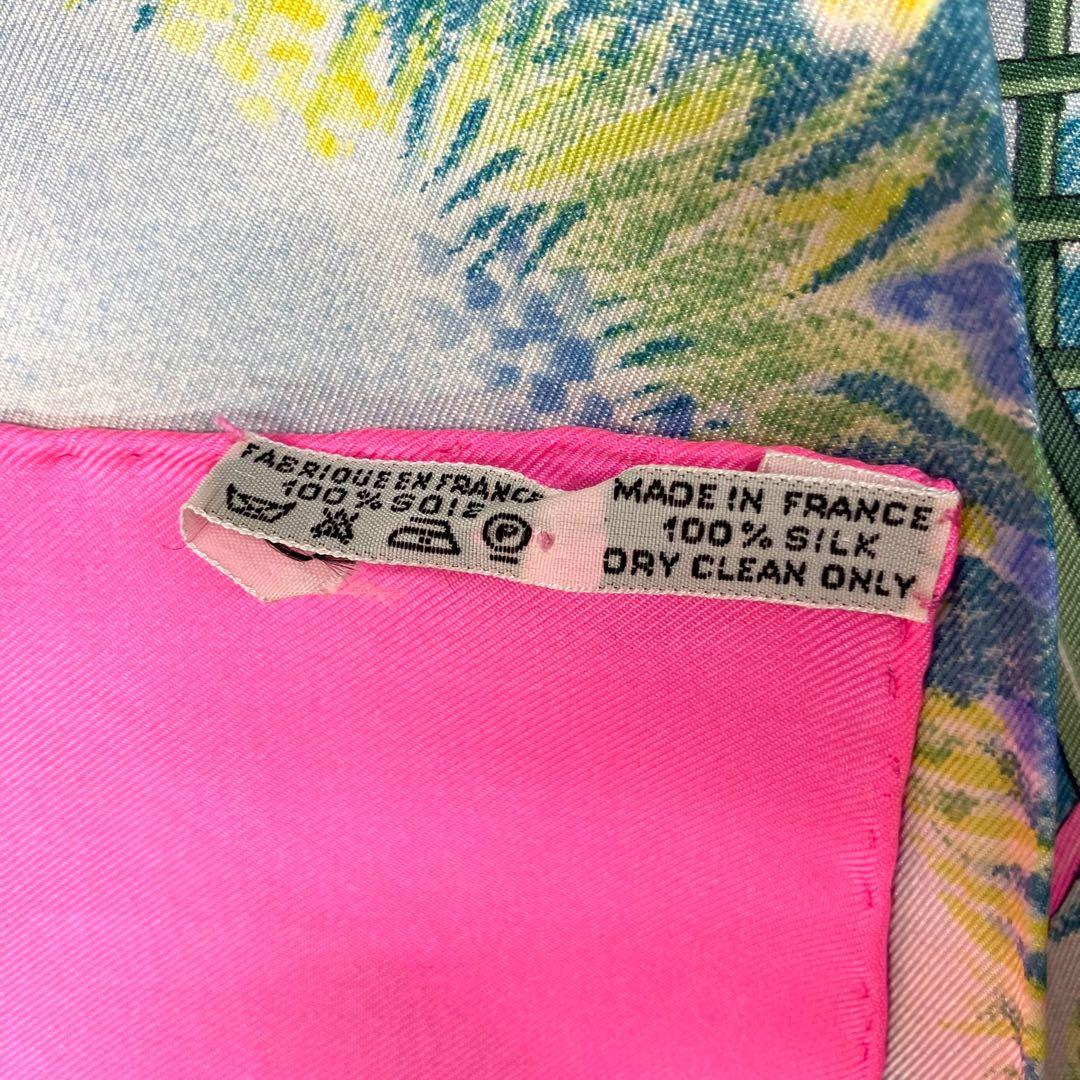 FABRIQUE EN FRANCE
100% SOIE
P
MADE IN FRANCE
100% SILK
DRY CLEAN ONLY